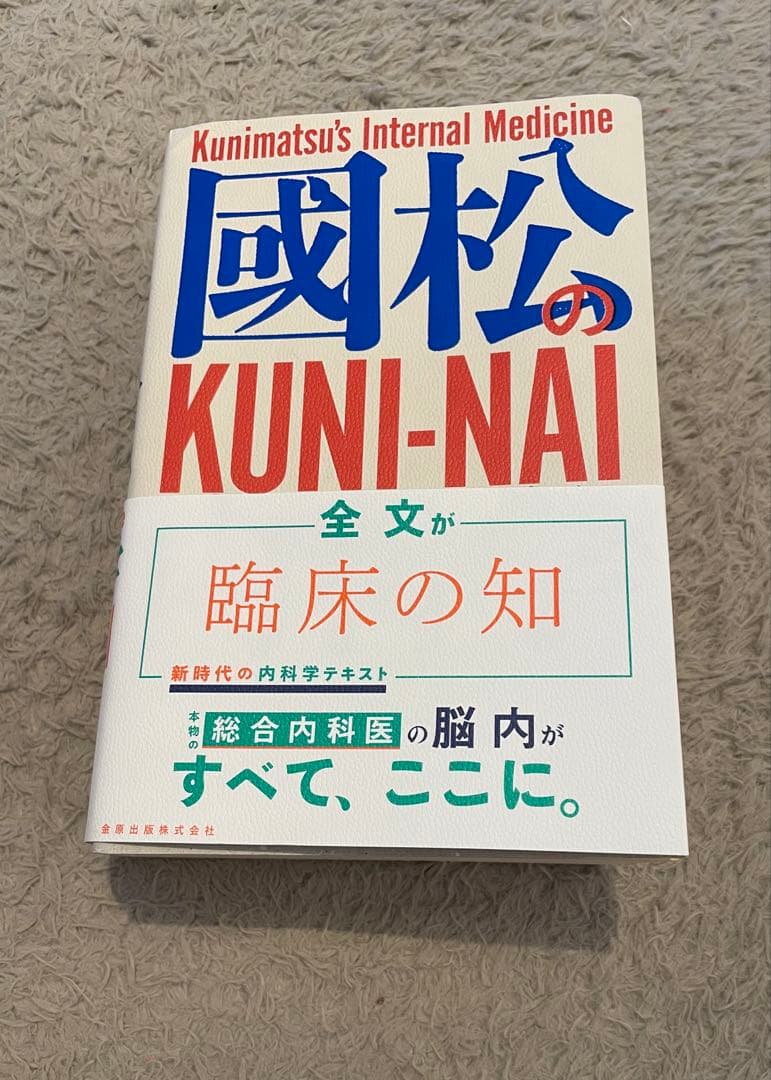 Kunimatsu's Internal Medicine
國松の
KUNI-NAI
全文が
臨床の知
新時代の内科学テキスト
本物の総合内科医の脳内が
すべて、ここに。
金原出版株式会社